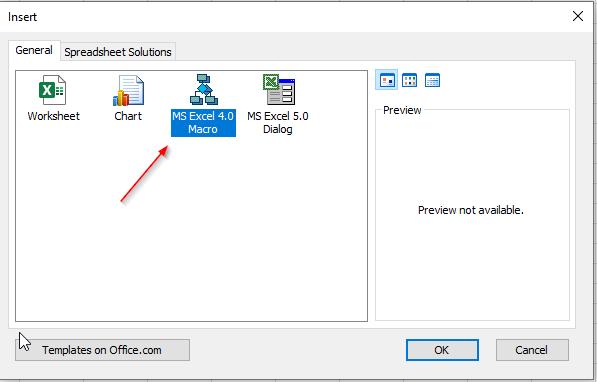 Insert
General
Spreadsheet Solutions
Worksheet
Chart
MS Excel 4.0
Macro
MS Excel 5.0
Dialog
Preview
Preview not available.
Templates on Office.com
OK
Cancel